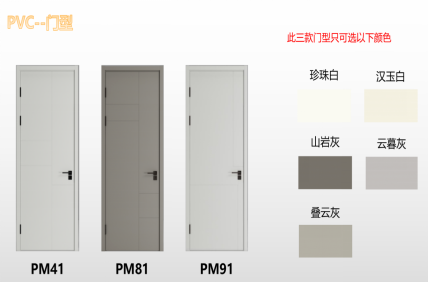 PVC--门型
此三款门型只可选以下颜色
珍珠白
汉玉白
山岩灰
云暮灰
叠云灰
PM41
PM81
PM91